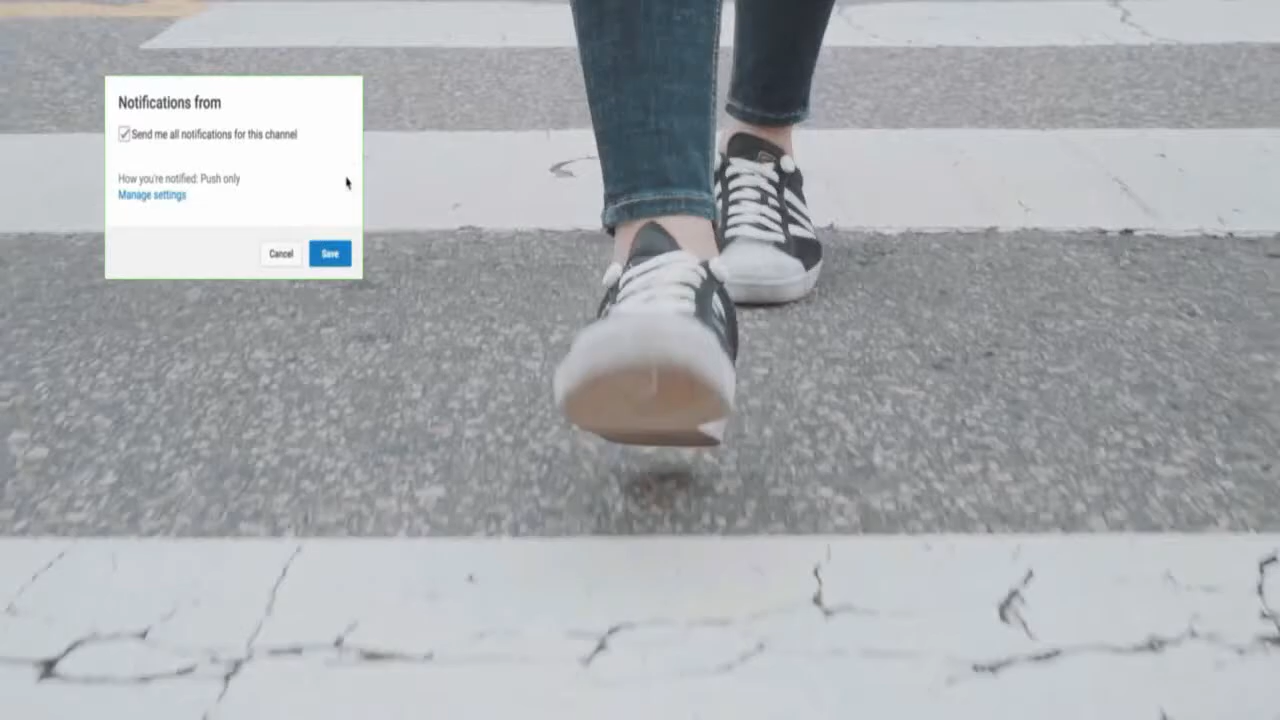 Notifications from
Send me all notifications for this channel
How you're notified: Push only
Manage settings
Cancel
Save